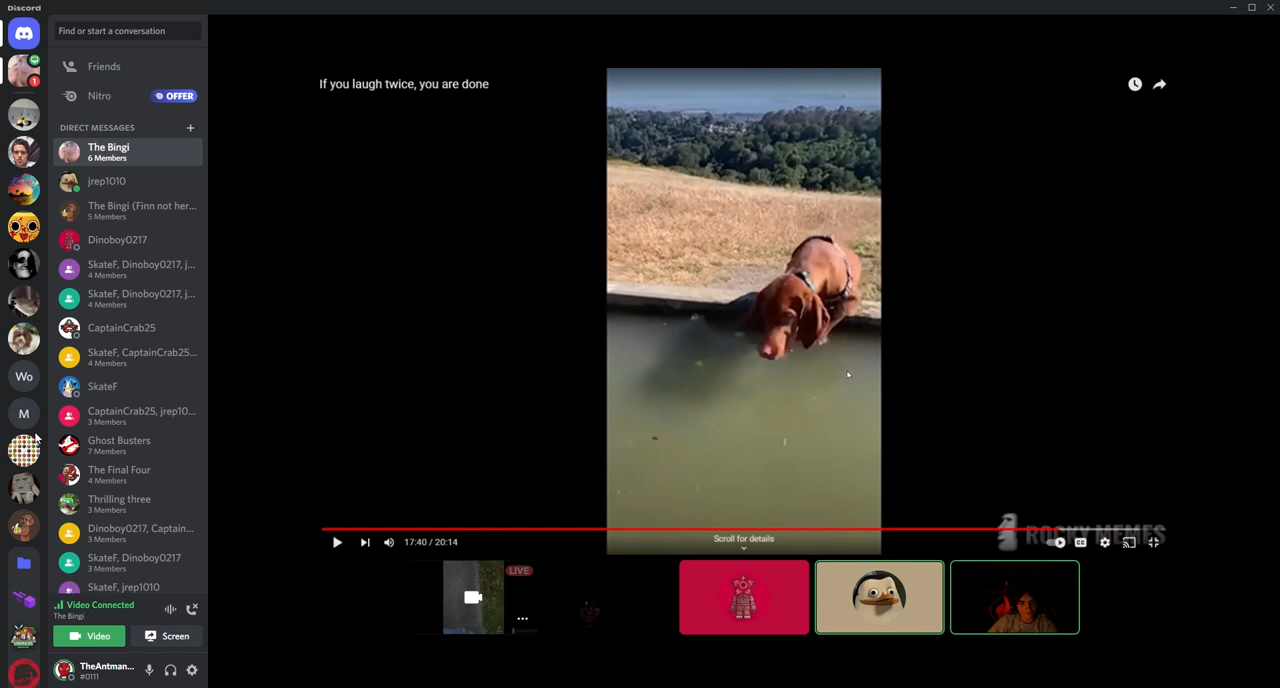 Discord
Find or start a conversation
Friends
Nitro
OFFER
DIRECT MESSAGES
The Bingi
6 Members
jrep1010
The Bingi (Finn not her...
5 Members
Dinoboy0217
SkateF, Dinoboy0217, j...
4 Members
SkateF, Dinoboy0217, j...
4 Members
CaptainCrab25
SkateF, CaptainCrab25...
4 Members
SkateF
CaptainCrab25, jrep10...
3 Members
Ghost Busters
7 Members
The Final Four
4 Members
Thrilling three
3 Members
Dinoboy0217, Captain...
3 Members
SkateF, Dinoboy0217
3 Members
SkateF, jrep1010
Video Connected
The Bingi
Video
Screen
TheAntman...
#0111
1
Wo
M
If you laugh twice, you are done
17:40 / 20:14
Scroll for details
ROCKY MEMES
CC
LIVE